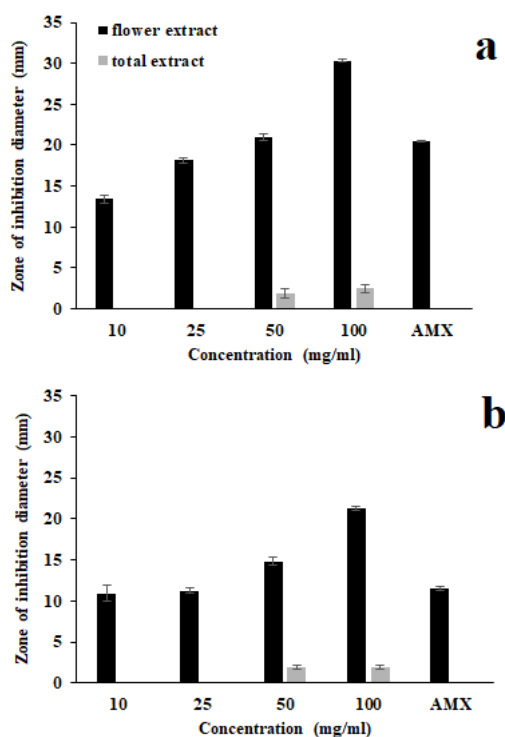 flower extract
total extract
a
Zone of inhibition diameter (mm)
35
30
25
20
15
10
5
0
10 25 50 100 AMX
Concentration (mg/ml)
b
Zone of inhibition diameter (mm)
35
30
25
20
15
10
5
0
10 25 50 100 AMX
Concentration (mg/ml)